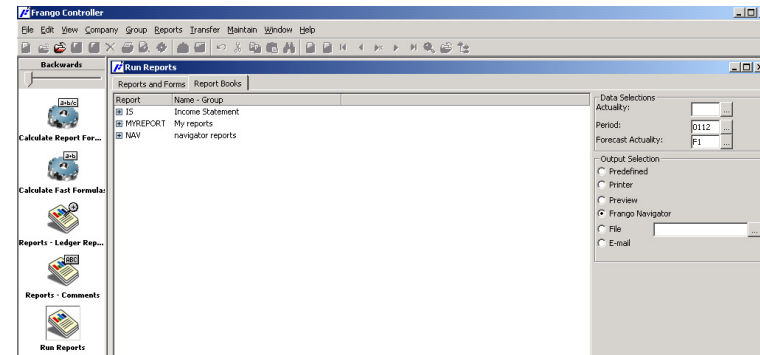 Frango Controller
File Edit View Company Group Reports Transfer Maintain Window Help
Backwards
Run Reports
Reports and Forms Report Books
Report Name - Group
IS Income Statement
MYREPORT My reports
NAV navigator reports
Data Selections
Actuality:
Period: 0112
Forecast Actuality: F1
Output Selection
Predefined
Printer
Preview
Frango Navigator
File
E-mail
a+b/c
Calculate Report For...
a+b
Calculate Fast Formula:
Reports - Ledger Rep...
ABC
Reports - Comments
Run Reports